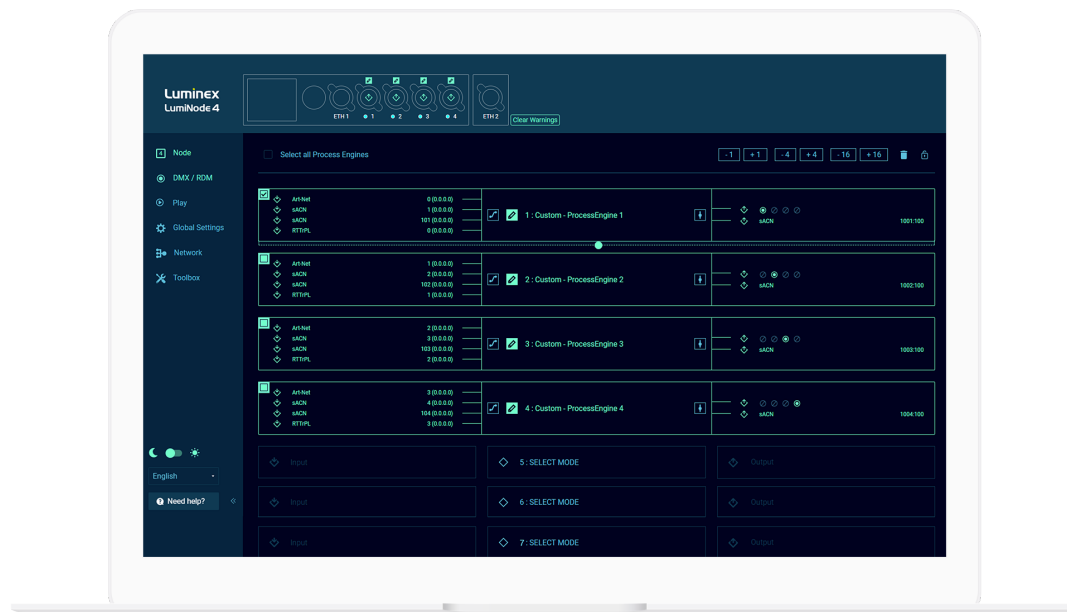 Luminex
LumiNode 4
ETH 1 1 2 3 4 ETH 2
Clear Warnings
4 Node
DMX / RDM
Play
Global Settings
Network
Toolbox
English
Need help?
Select all Process Engines
- 1 + 1 - 4 + 4 - 16 + 16
Art-Net 0 (0.0.0.0)
sACN 1 (0.0.0.0)
sACN 101 (0.0.0.0)
RTTrPL 0 (0.0.0.0)
1 : Custom - ProcessEngine 1
sACN
1001:100
Art-Net 1 (0.0.0.0)
sACN 2 (0.0.0.0)
sACN 102 (0.0.0.0)
RTTrPL 1 (0.0.0.0)
2 : Custom - ProcessEngine 2
sACN
1002:100
Art-Net 2 (0.0.0.0)
sACN 3 (0.0.0.0)
sACN 103 (0.0.0.0)
RTTrPL 2 (0.0.0.0)
3 : Custom - ProcessEngine 3
sACN
1003:100
Art-Net 3 (0.0.0.0)
sACN 4 (0.0.0.0)
sACN 104 (0.0.0.0)
RTTrPL 3 (0.0.0.0)
4 : Custom - ProcessEngine 4
sACN
1004:100
Input 5 : SELECT MODE Output
Input 6 : SELECT MODE Output
Input 7 : SELECT MODE Output